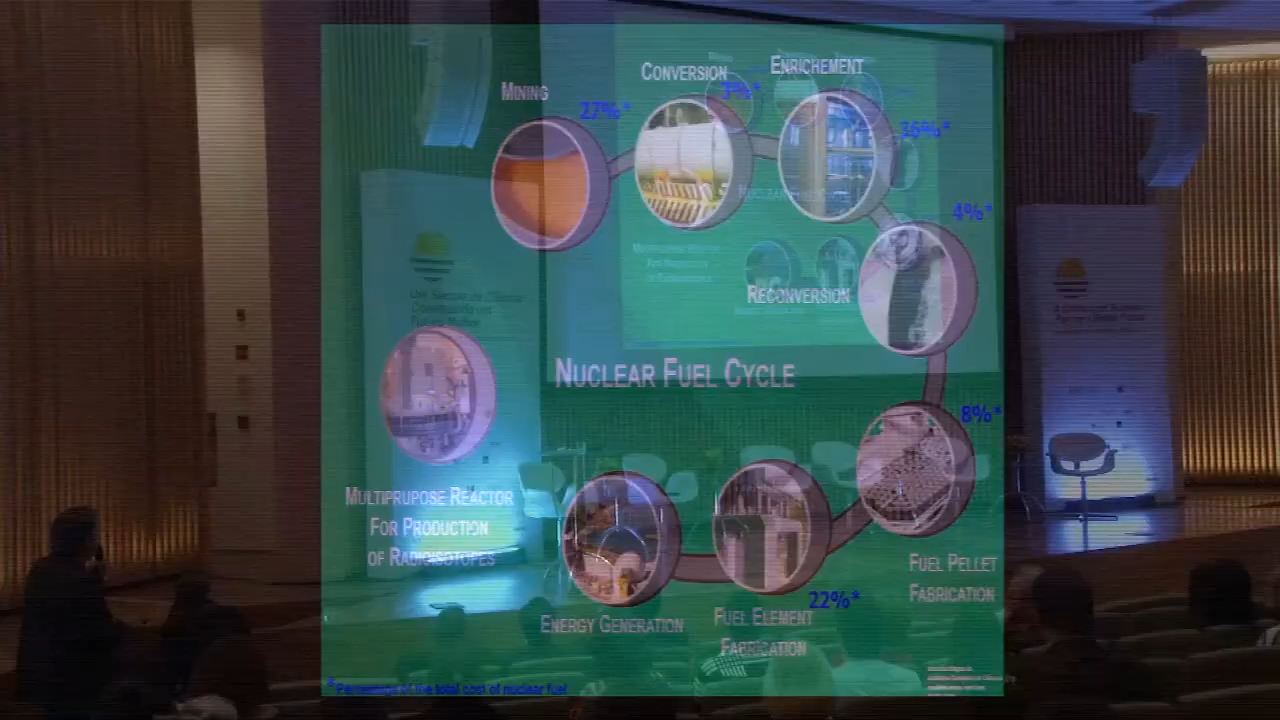 MINING
27%*
CONVERSION
3%*
ENRICHEMENT
36%*
4%*
RECONVERSION
NUCLEAR FUEL CYCLE
8%*
MULTIPRUPOSE REACTOR
FOR PRODUCTION
OF RADIOISOTOPES
FUEL PELLET
FABRICATION
22%*
ENERGY GENERATION
FUEL ELEMENT
FABRICATION
*Percentage of the total cost of nuclear fuel